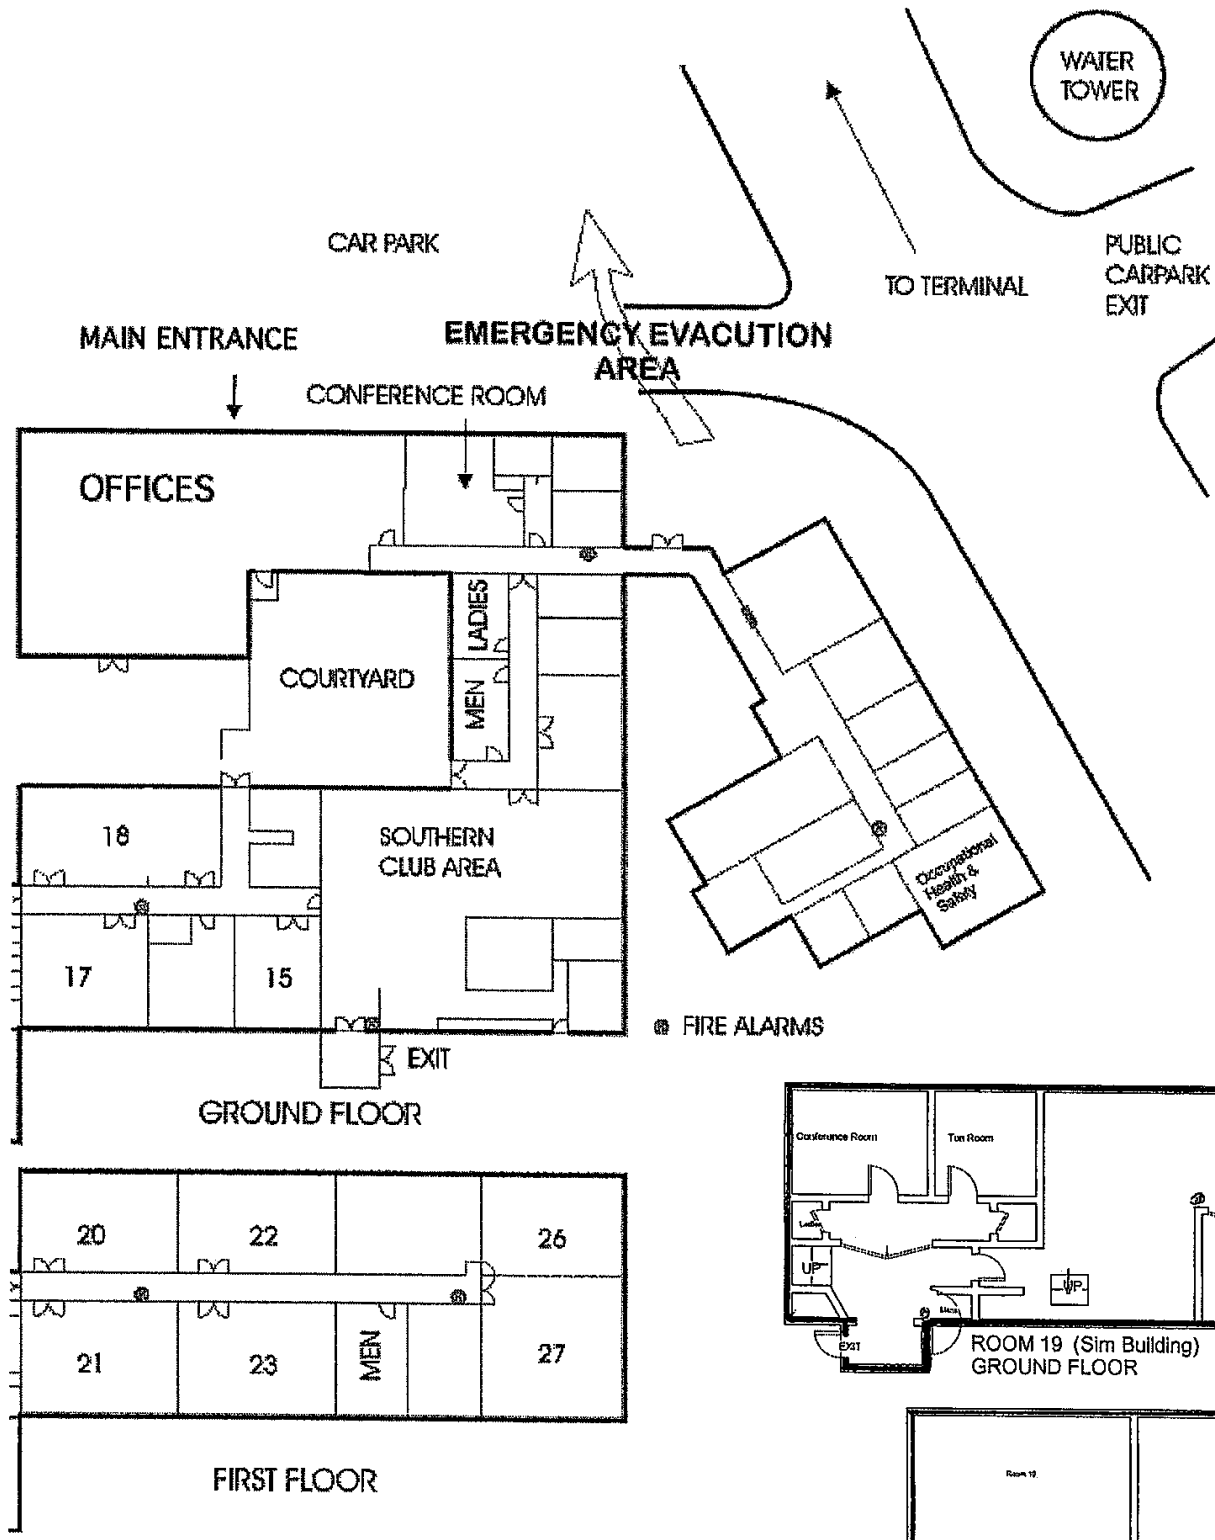 WATER
TOWER
CAR PARK
TO TERMINAL
PUBLIC
CARPARK
EXIT
MAIN ENTRANCE
EMERGENCY EVACUTION
AREA
CONFERENCE ROOM
OFFICES
LADIES
COURTYARD
MEN
18
SOUTHERN
CLUB AREA
Occupational
Health &
Safety
17
15
FIRE ALARMS
EXIT
GROUND FLOOR
Conference Room
UP
UP
EXIT
ROOM 19 (Sim Building)
GROUND FLOOR
20
22
26
21
23
MEN
27
FIRST FLOOR
Room 19